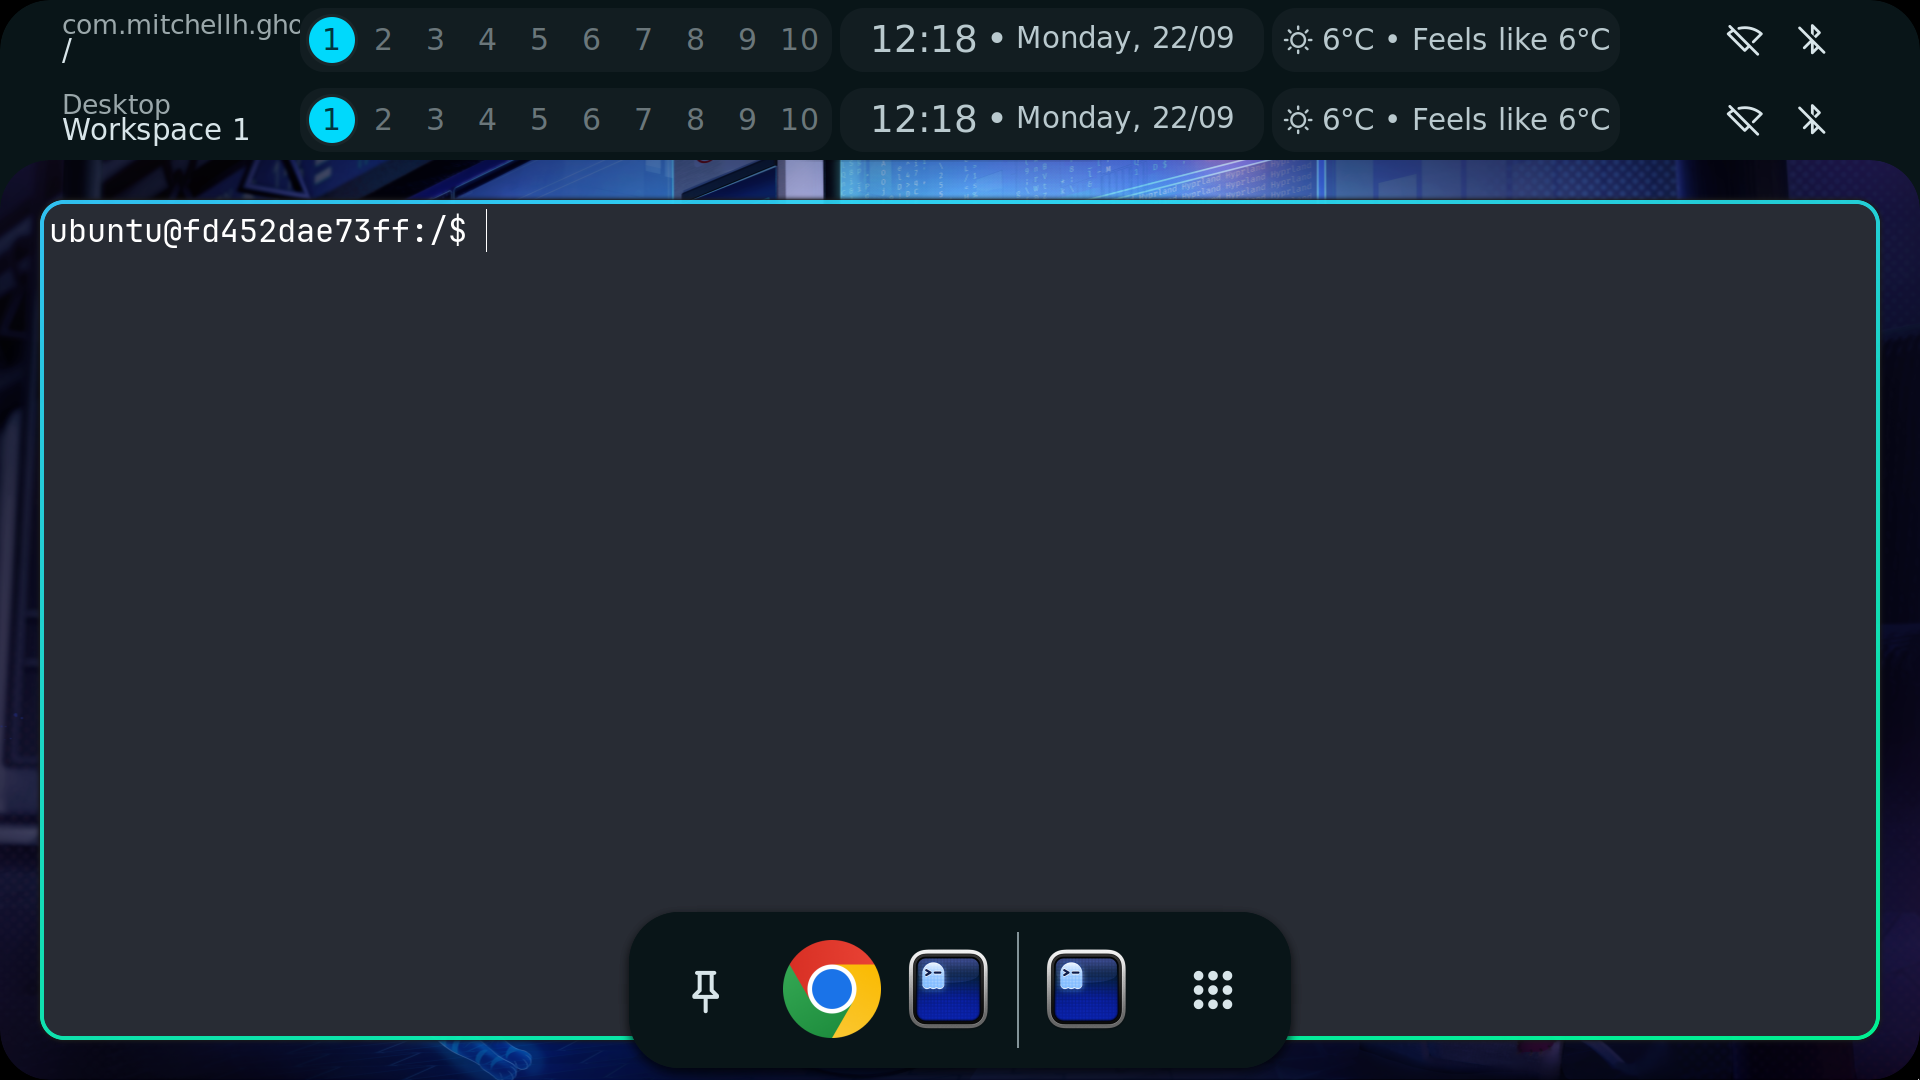 com.mitchellh.gho
/
1 2 3 4 5 6 7 8 9 10
12:18 • Monday, 22/09
6°C • Feels like 6°C
Desktop
Workspace 1
1 2 3 4 5 6 7 8 9 10
12:18 • Monday, 22/09
6°C • Feels like 6°C
ubuntu@fd452dae73ff:/$